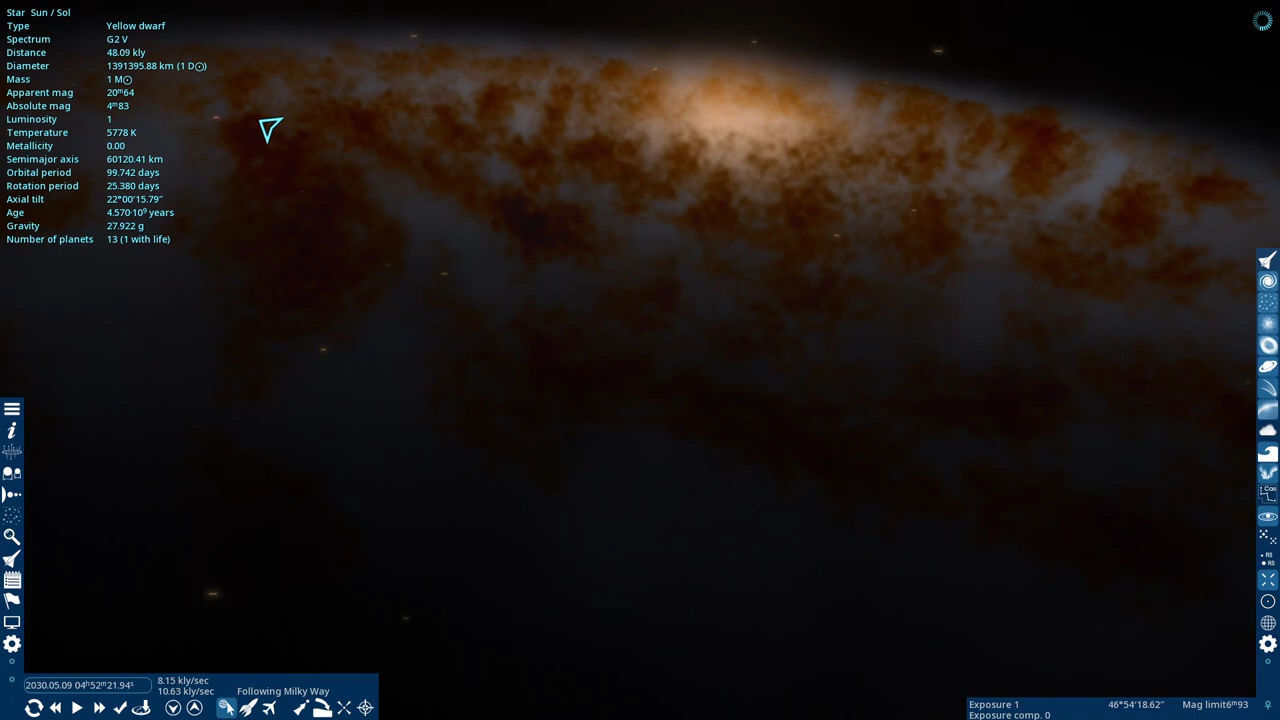 Star Sun / Sol
Type Yellow dwarf
Spectrum G2 V
Distance 48.09 kly
Diameter 1391395.88 km (1 D☉)
Mass 1 M☉
Apparent mag 20ᵐ64
Absolute mag 4ᵐ83
Luminosity 1
Temperature 5778 K
Metallicity 0.00
Semimajor axis 60120.41 km
Orbital period 99.742 days
Rotation period 25.380 days
Axial tilt 22°00′15.79″
Age 4.570·10⁹ years
Gravity 27.922 g
Number of planets 13 (1 with life)
Con
RS
RS
2030.05.09 04ʰ52ᵐ21.94ˢ
8.15 kly/sec
10.63 kly/sec Following Milky Way
Exposure 1 46°54′18.62″ Mag limit6ᵐ93
Exposure comp. 0